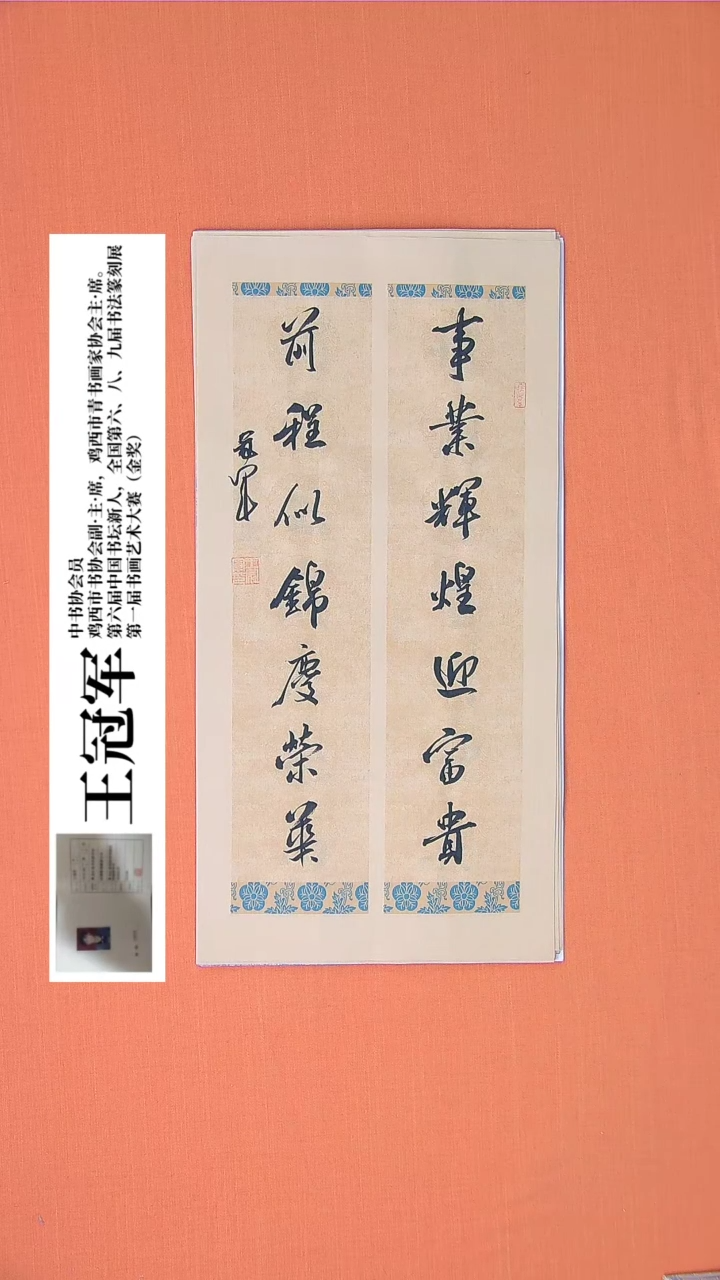 事業輝煌迎富貴
前程似錦慶榮華
冠軍
王冠军
中书协会员
鸡西市书协会副·主·席，鸡西市青书画家协会主·席。
第六届中国书坛新人，全国第六、八、九届书法篆刻展
第一届书画艺术大赛（金奖）